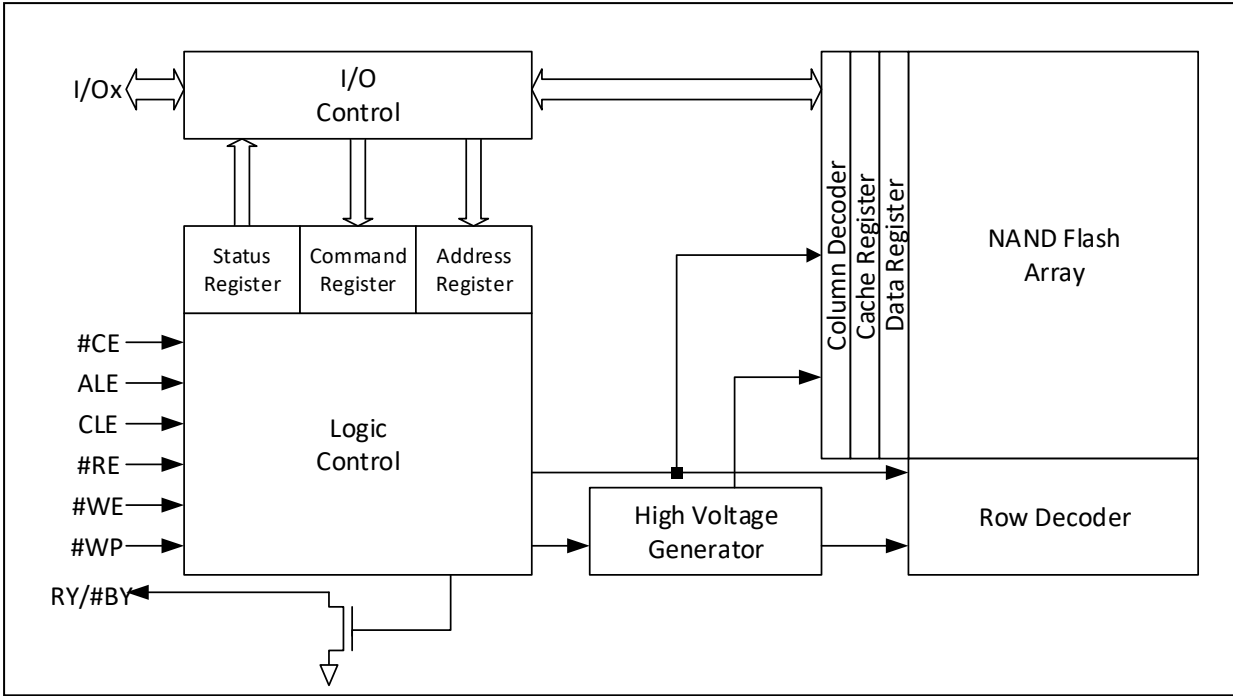 I/Ox
I/O
Control
Status
Register
Command
Register
Address
Register
#CE
ALE
CLE
#RE
#WE
#WP
RY/#BY
Logic
Control
High Voltage
Generator
Column Decoder
Cache Register
Data Register
NAND Flash
Array
Row Decoder